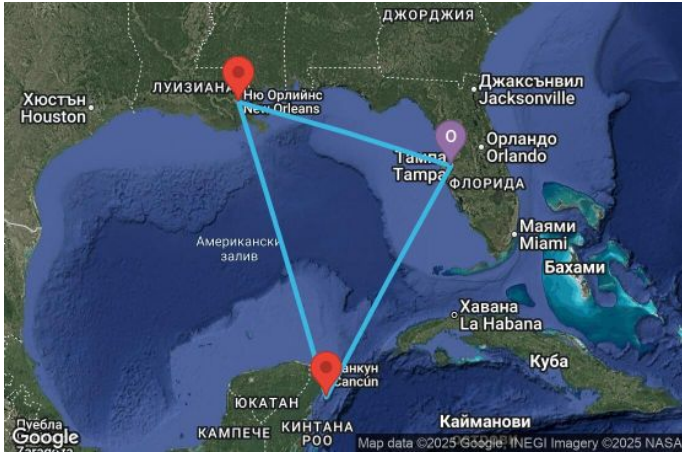 ДЖОРДЖИЯ
ЛУИЗИАНА
Ню Орлийнс
New Orleans
Хюстън
Houston
Джаксънвил
Jacksonville
O
Орландо
Orlando
Тампа
Tampa
ФЛОРИДА
Маями
Miami
Американски
залив
Бахами
Хавана
La Habana
Куба
анкун
Cancún
ЮКАТАН
КАМПЕЧЕ
КИНТАНА
РОО
Кайманови
Пуебла
Google
Map data ©2025 Google, INEGI Imagery ©2025 NASA